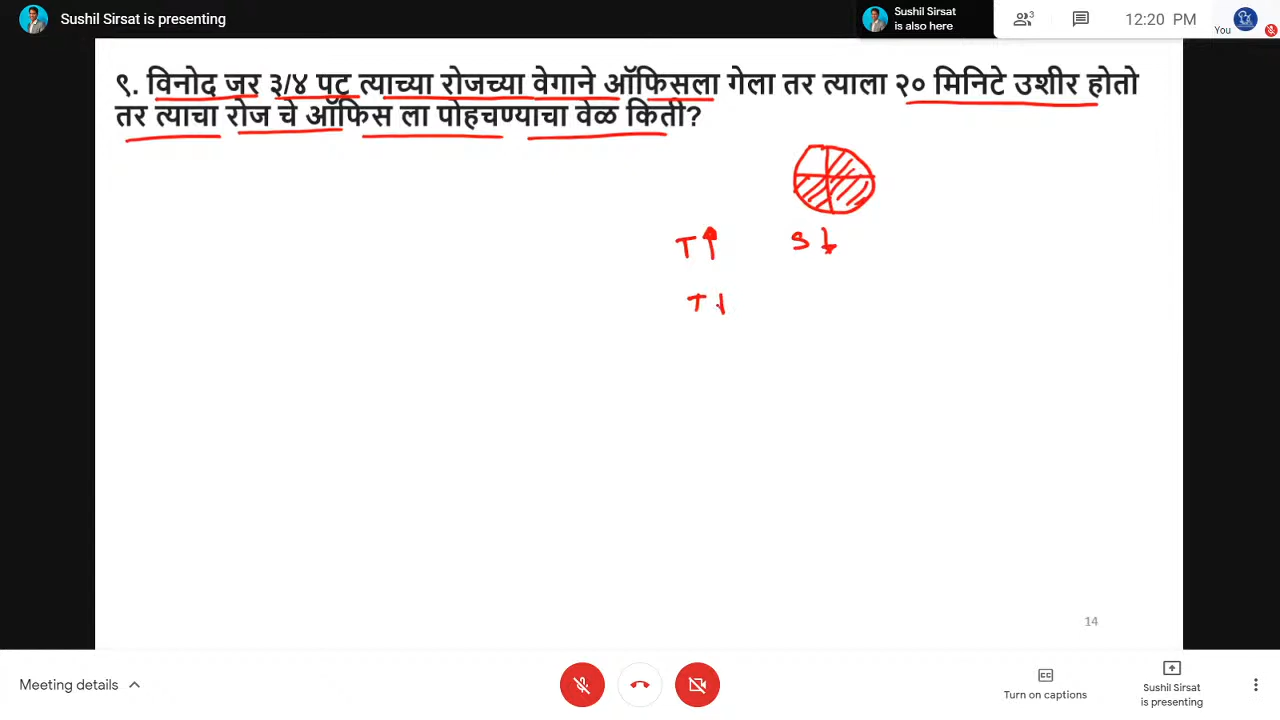 Sushil Sirsat is presenting
Sushil Sirsat
is also here
3
12:20 PM
You
९. विनोद जर ३/४ पट त्याच्या रोजच्या वेगाने ऑफिसला गेला तर त्याला २० मिनिटे उशीर होतो
तर त्याचा रोज चे ऑफिस ला पोहचण्याचा वेळ किती?
T↑ S↓
T↓
14
Meeting details
Turn on captions
Sushil Sirsat
is presenting